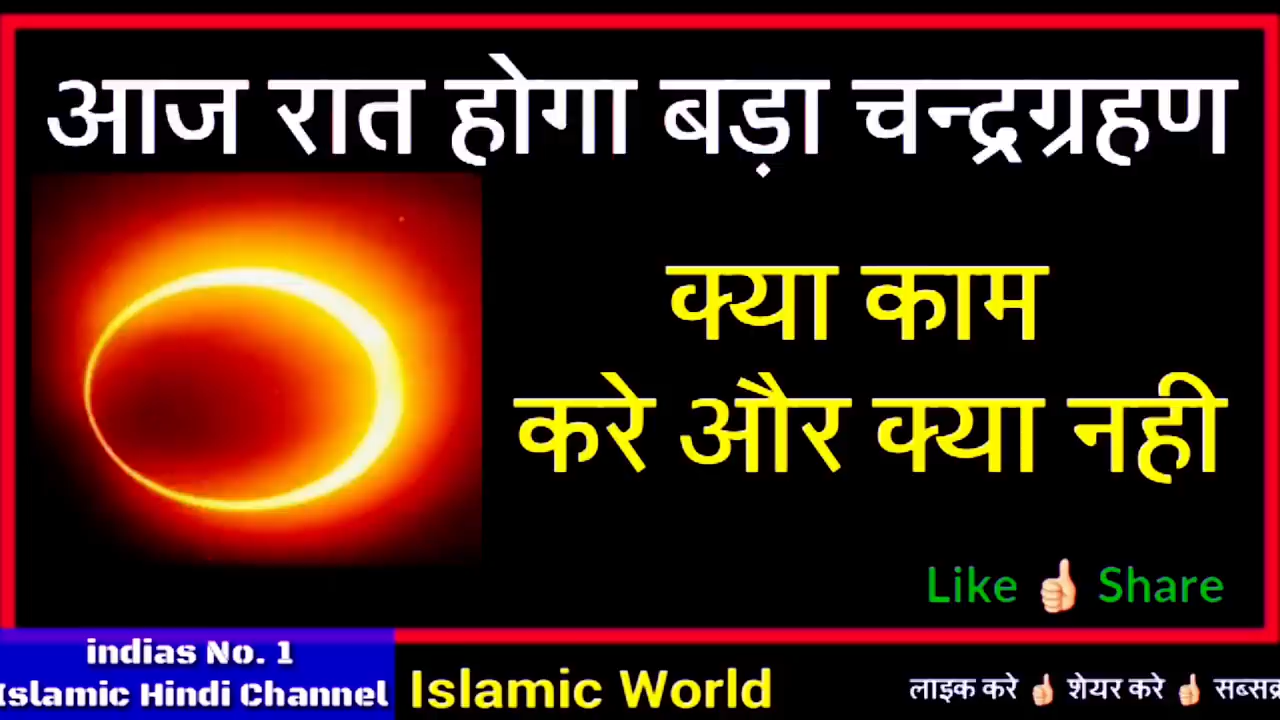 आज रात होगा बड़ा चन्द्रग्रहण
क्या काम
करे और क्या नही
Like 👍🏻 Share
indias No. 1
Islamic Hindi Channel
Islamic World
लाइक करे 👍🏻 शेयर करे 👍🏻